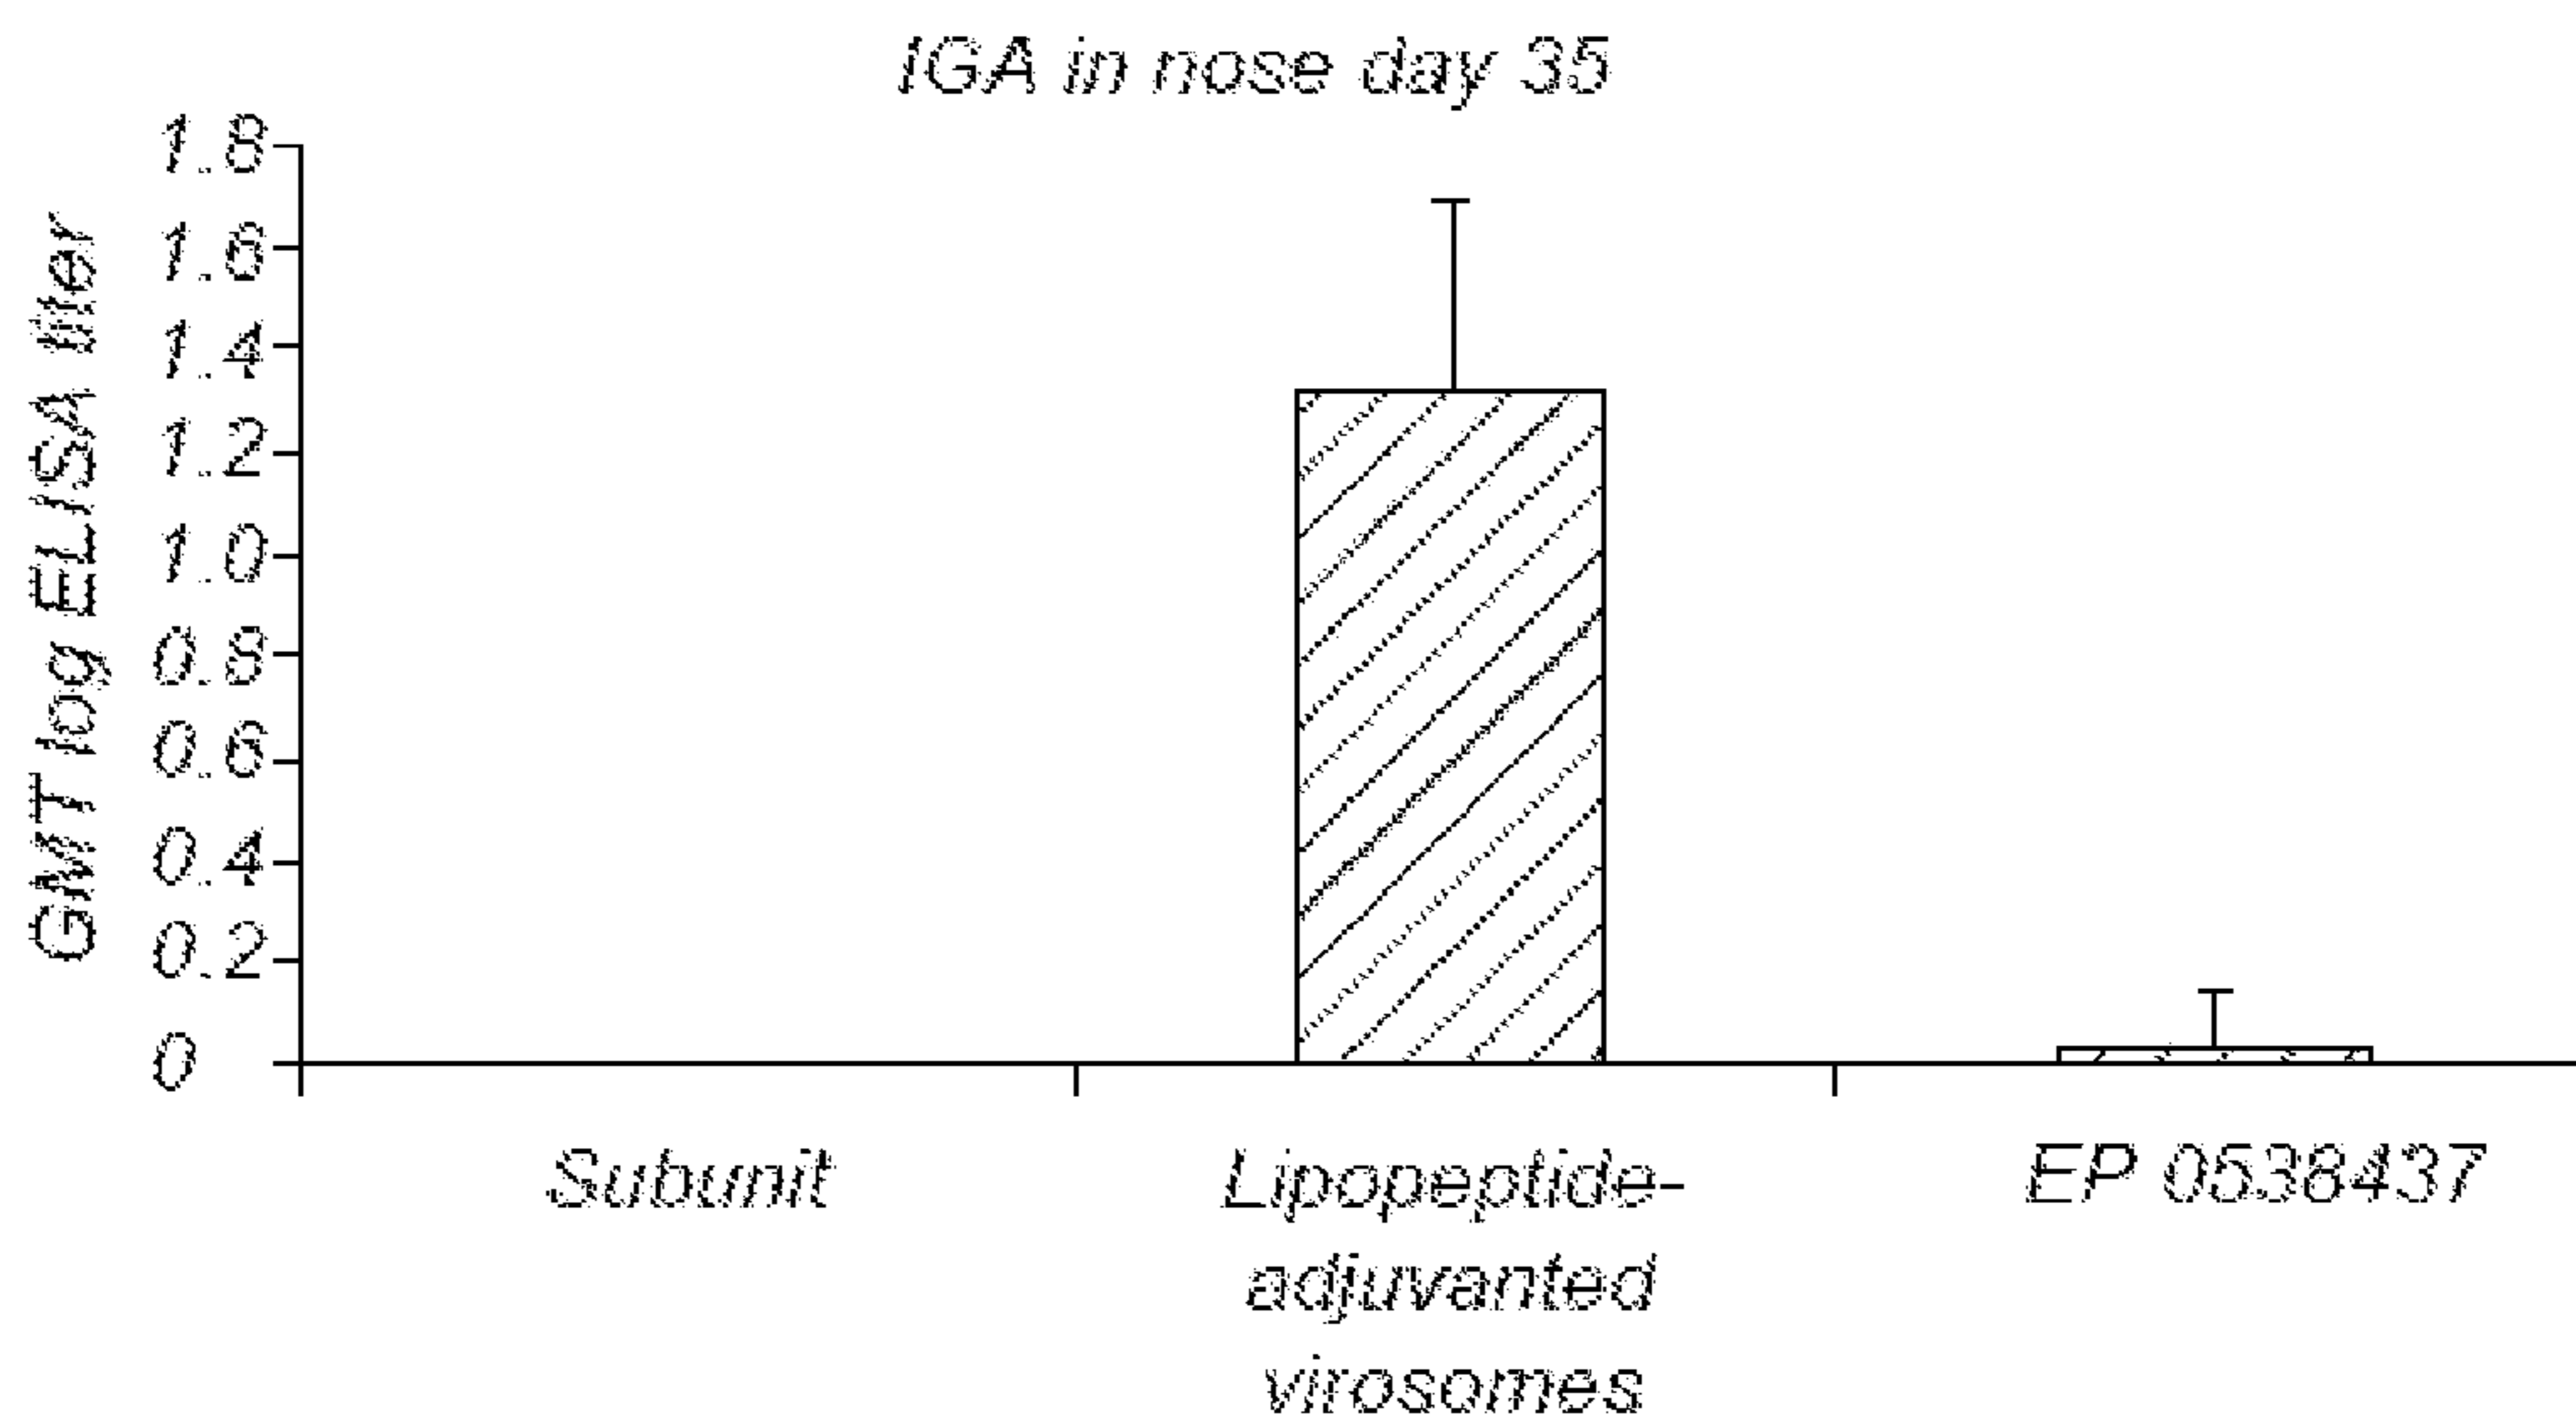 IGA in nose day 35
GMT log ELISA titer
1.8
1.6
1.4
1.2
1.0
0.8
0.6
0.4
0.2
0
Subunit
Lipopeptide-
adjuvanted
virosomes
EP 0538437